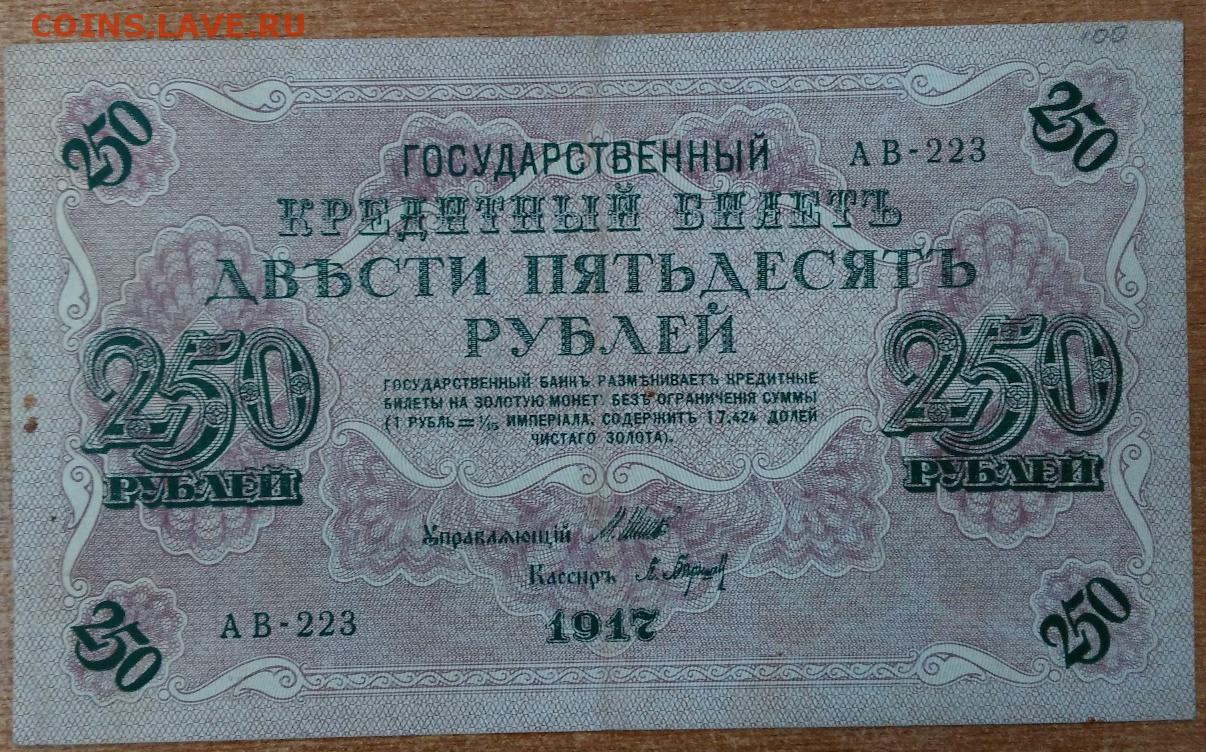 COINS.LAVE.RU
100
250
250
ГОСУДАРСТВЕННЫЙ АВ-223
КРЕДИТНЫЙ БИЛЕТЪ
ДВѢСТИ ПЯТЬДЕСЯТЪ
РУБЛЕЙ
250
РУБЛЕЙ
250
РУБЛЕЙ
ГОСУДАРСТВЕННЫЙ БАНКЪ РАЗМѢНИВАЕТЪ КРЕДИТНЫЕ
БИЛЕТЫ НА ЗОЛОТУЮ МОНЕТ БЕЗЪ ОГРАНИЧЕНІЯ СУММЫ
(1 РУБЛЬ = 1/15 ИМПЕРІАЛА, СОДЕРЖИТЪ 17,424 ДОЛЕЙ
ЧИСТАГО ЗОЛОТА).
Управляющій
Кассиръ
АВ-223
1917
250
250